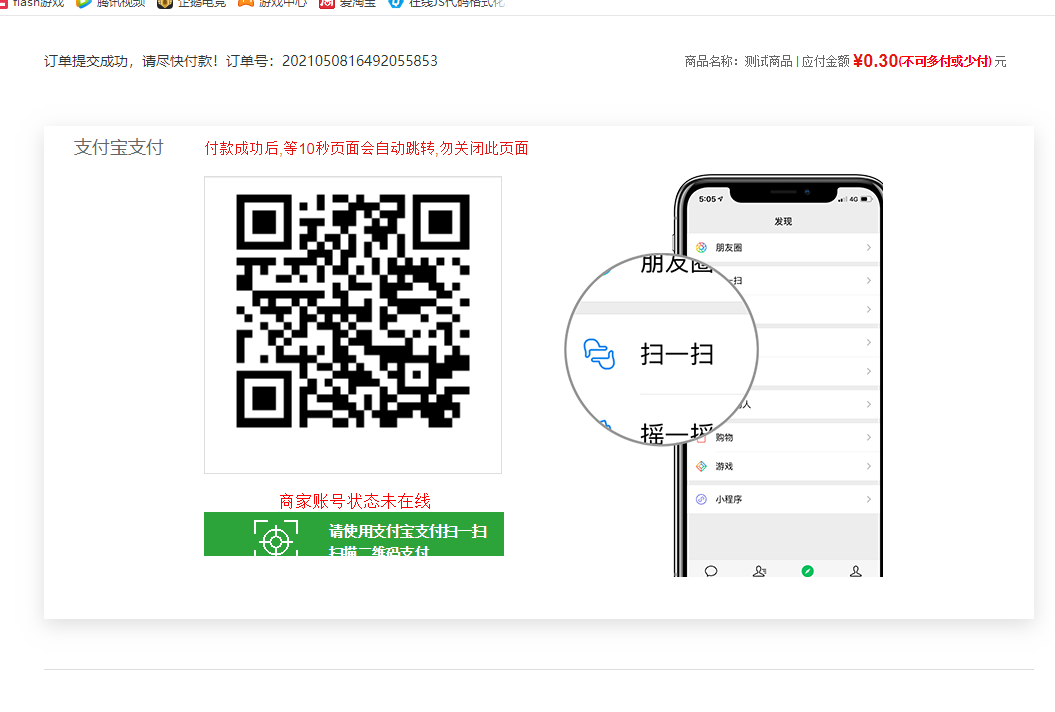 flash游戏 腾讯视频 企鹅电竞 游戏中心 爱淘宝 在线JS代码格式化
订单提交成功，请尽快付款！订单号：2021050816492055853
商品名称：测试商品 | 应付金额 ¥0.30(不可多付或少付) 元
支付宝支付
付款成功后,等10秒页面会自动跳转,勿关闭此页面
商家账号状态未在线
请使用支付宝支付扫一扫
扫描二维码支付
5:05
4G
发现
朋友圈
朋友圈
一扫
扫一扫
人
摇一摇
购物
游戏
小程序